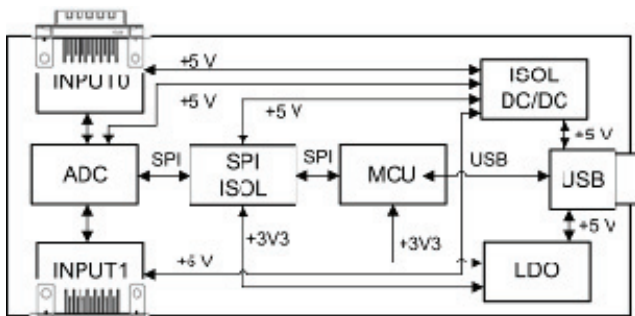 +5 V
INPUT0
+5 V
+5 V
ISOL
DC/DC
+5 V
ADC
SPI
SPI
ISOL
SPI
MCU
USB
USB
+5 V
+3V3
+3V3
INPUT1
+5 V
LDO